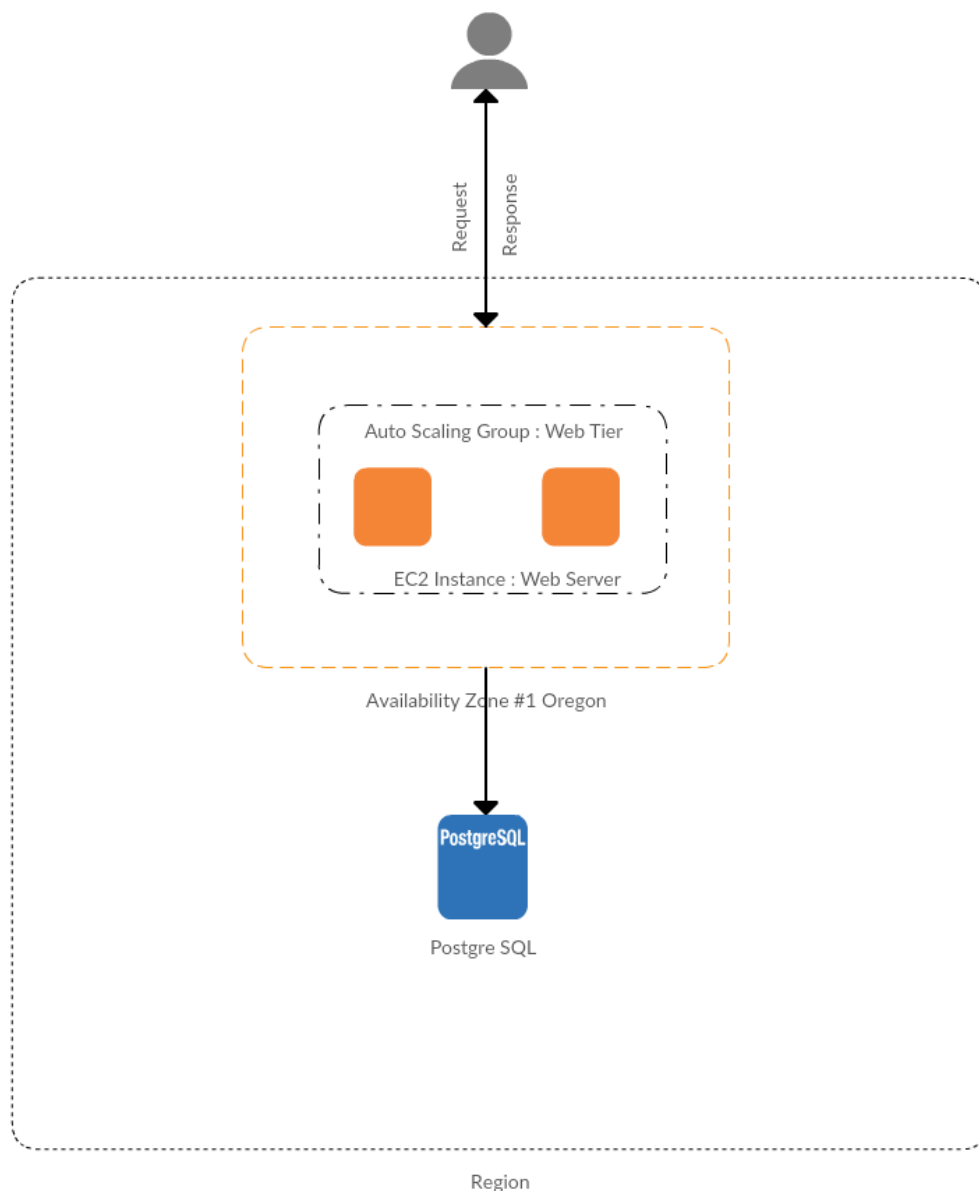 Request
Response
Auto Scaling Group : Web Tier
EC2 Instance : Web Server
Availability Zone #1 Oregon
PostgreSQL
Postgre SQL
Region